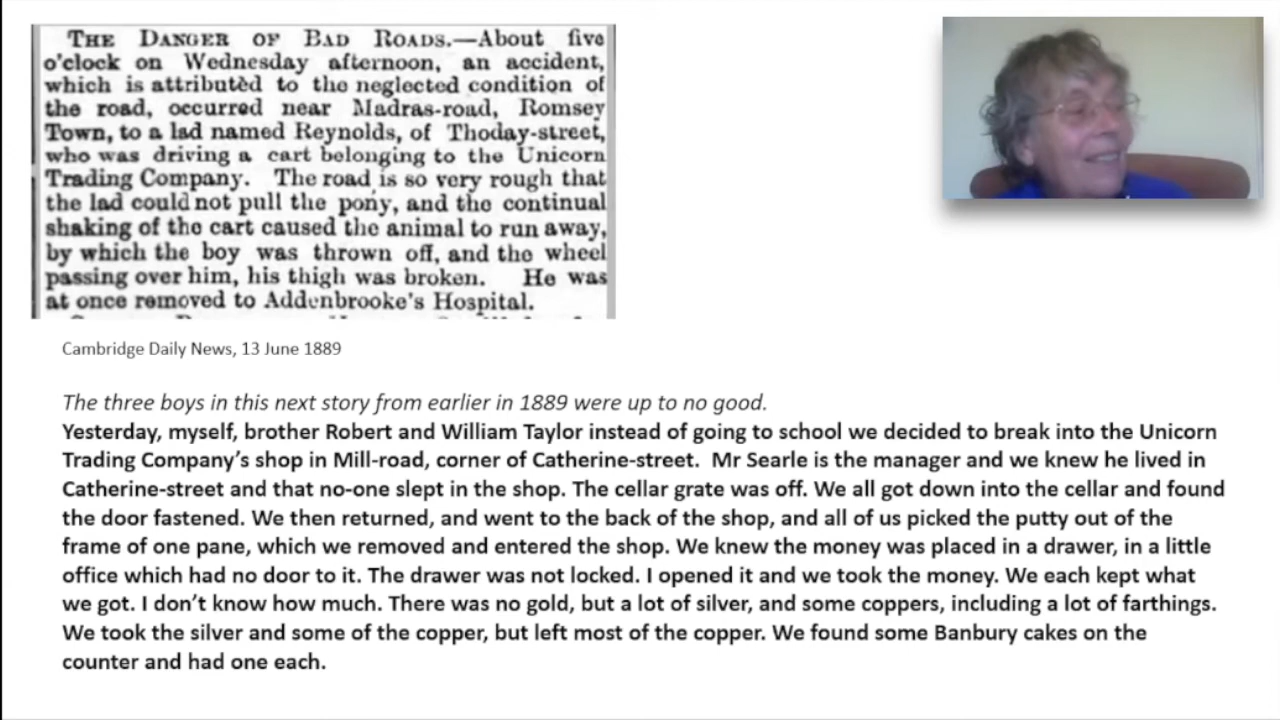 THE DANGER OF BAD ROADS.—About five
o'clock on Wednesday afternoon, an accident,
which is attributed to the neglected condition of
the road, occurred near Madras-road, Romsey
Town, to a lad named Reynolds, of Thoday-street,
who was driving a cart belonging to the Unicorn
Trading Company. The road is so very rough that
the lad could not pull the pony, and the continual
shaking of the cart caused the animal to run away,
by which the boy was thrown off, and the wheel
passing over him, his thigh was broken. He was
at once removed to Addenbrooke's Hospital.
Cambridge Daily News, 13 June 1889
The three boys in this next story from earlier in 1889 were up to no good.
Yesterday, myself, brother Robert and William Taylor instead of going to school we decided to break into the Unicorn
Trading Company’s shop in Mill-road, corner of Catherine-street. Mr Searle is the manager and we knew he lived in
Catherine-street and that no-one slept in the shop. The cellar grate was off. We all got down into the cellar and found
the door fastened. We then returned, and went to the back of the shop, and all of us picked the putty out of the
frame of one pane, which we removed and entered the shop. We knew the money was placed in a drawer, in a little
office which had no door to it. The drawer was not locked. I opened it and we took the money. We each kept what
we got. I don’t know how much. There was no gold, but a lot of silver, and some coppers, including a lot of farthings.
We took the silver and some of the copper, but left most of the copper. We found some Banbury cakes on the
counter and had one each.